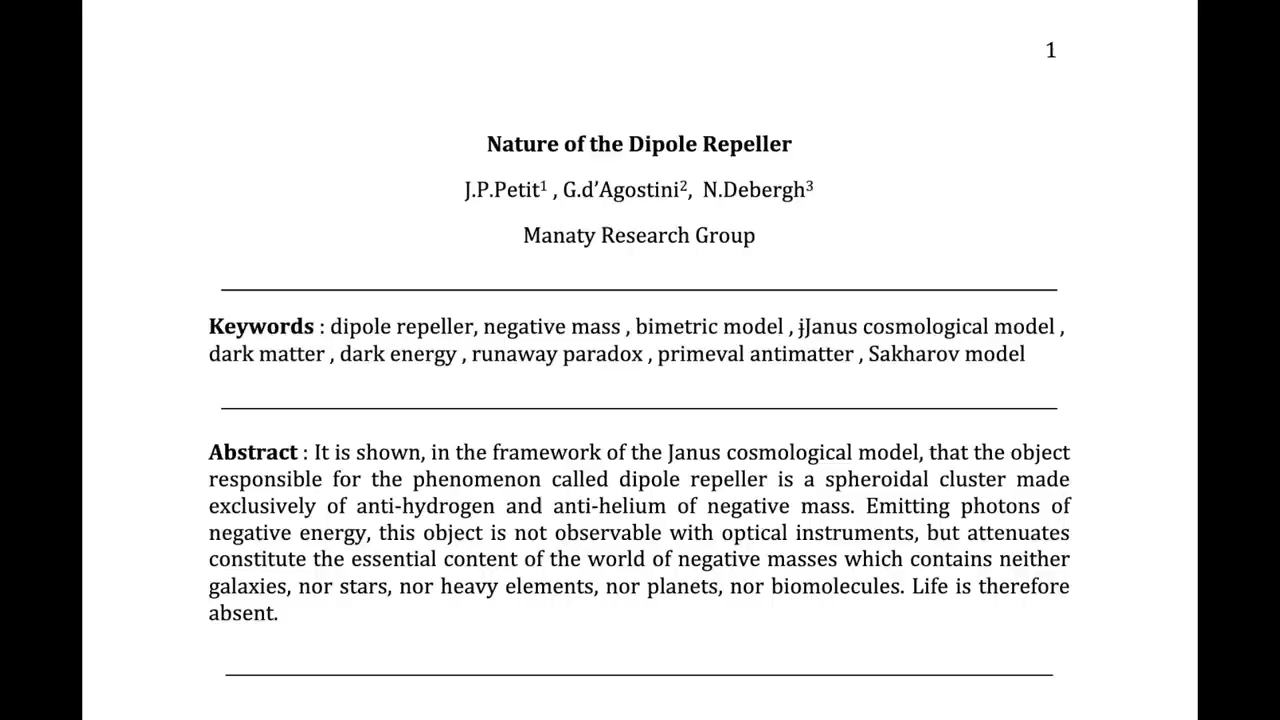 1
Nature of the Dipole Repeller
J.P.Petit¹ , G.d’Agostini², N.Debergh³
Manaty Research Group
Keywords : dipole repeller, negative mass , bimetric model , jJanus cosmological model ,
dark matter , dark energy , runaway paradox , primeval antimatter , Sakharov model
Abstract : It is shown, in the framework of the Janus cosmological model, that the object
responsible for the phenomenon called dipole repeller is a spheroidal cluster made
exclusively of anti-hydrogen and anti-helium of negative mass. Emitting photons of
negative energy, this object is not observable with optical instruments, but attenuates
constitute the essential content of the world of negative masses which contains neither
galaxies, nor stars, nor heavy elements, nor planets, nor biomolecules. Life is therefore
absent.